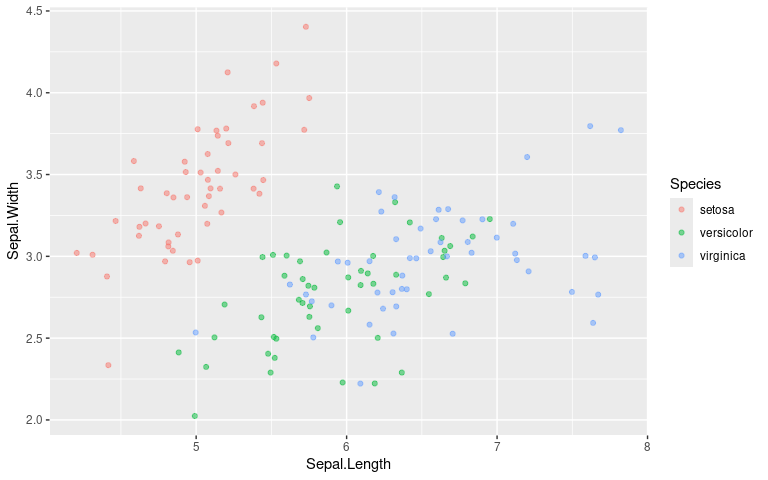 4.5
4.0
3.5
3.0
2.5
2.0
Sepal.Width
5
6
7
8
Sepal.Length
Species
setosa
versicolor
virginica